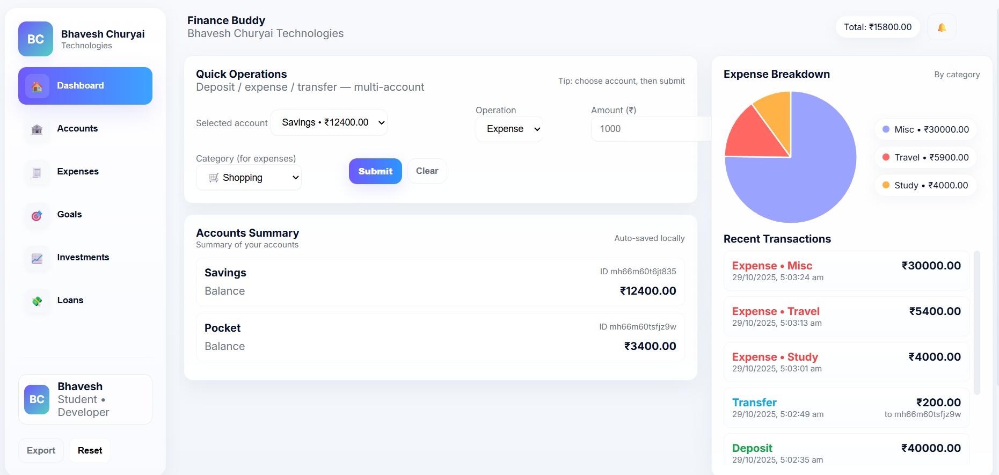 BC
Bhavesh Churyai
Technologies
Dashboard
Accounts
Expenses
Goals
Investments
Loans
BC
Bhavesh
Student •
Developer
Export
Reset
Finance Buddy
Bhavesh Churyai Technologies
Total: ₹15800.00
Quick Operations
Deposit / expense / transfer — multi-account
Tip: choose account, then submit
Selected account
Savings • ₹12400.00
Operation
Expense
Amount (₹)
1000
Category (for expenses)
Shopping
Submit
Clear
Accounts Summary
Summary of your accounts
Auto-saved locally
Savings
ID mh66m60t6jt835
Balance
₹12400.00
Pocket
ID mh66m60tsfjz9w
Balance
₹3400.00
Expense Breakdown
By category
Misc • ₹30000.00
Travel • ₹5900.00
Study • ₹4000.00
Recent Transactions
Expense • Misc
₹30000.00
29/10/2025, 5:03:24 am
Expense • Travel
₹5400.00
29/10/2025, 5:03:13 am
Expense • Study
₹4000.00
29/10/2025, 5:03:01 am
Transfer
₹200.00
29/10/2025, 5:02:49 am
to mh66m60tsfjz9w
Deposit
₹40000.00
29/10/2025, 5:02:35 am